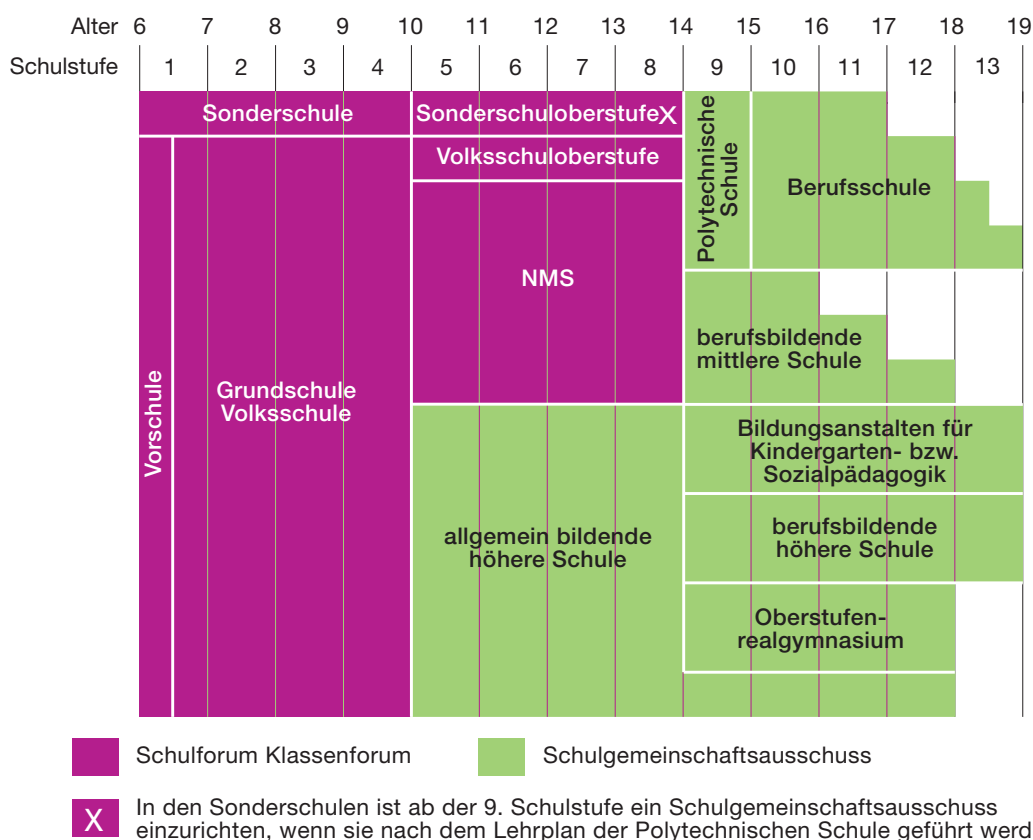 Alter 6 7 8 9 10 11 12 13 14 15 16 17 18 19
Schulstufe 1 2 3 4 5 6 7 8 9 10 11 12 13
Sonderschule
Sonderschuloberstufe X
Volksschuloberstufe
Polytechnische
Schule
Berufsschule
NMS
berufsbildende
mittlere Schule
Vorschule
Grundschule
Volksschule
Bildungsanstalten für
Kindergarten- bzw.
Sozialpädagogik
allgemein bildende
höhere Schule
berufsbildende
höhere Schule
Oberstufen-
realgymnasium
Schulforum Klassenforum
Schulgemeinschaftsausschuss
X In den Sonderschulen ist ab der 9. Schulstufe ein Schulgemeinschaftsausschuss
einzurichten, wenn sie nach dem Lehrplan der Polytechnischen Schule geführt